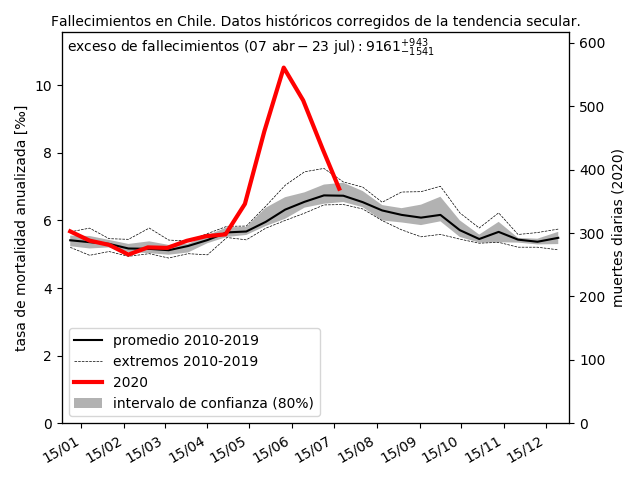 Fallecimientos en Chile. Datos históricos corregidos de la tendencia secular.
exceso de fallecimientos (07 abr – 23 jul) : 9161 +943 −1541
tasa de mortalidad anualizada [‰]
10
8
6
4
2
0
muertes diarias (2020)
600
500
400
300
200
100
0
promedio 2010-2019
extremos 2010-2019
2020
intervalo de confianza (80%)
15/01 15/02 15/03 15/04 15/05 15/06 15/07 15/08 15/09 15/10 15/11 15/12